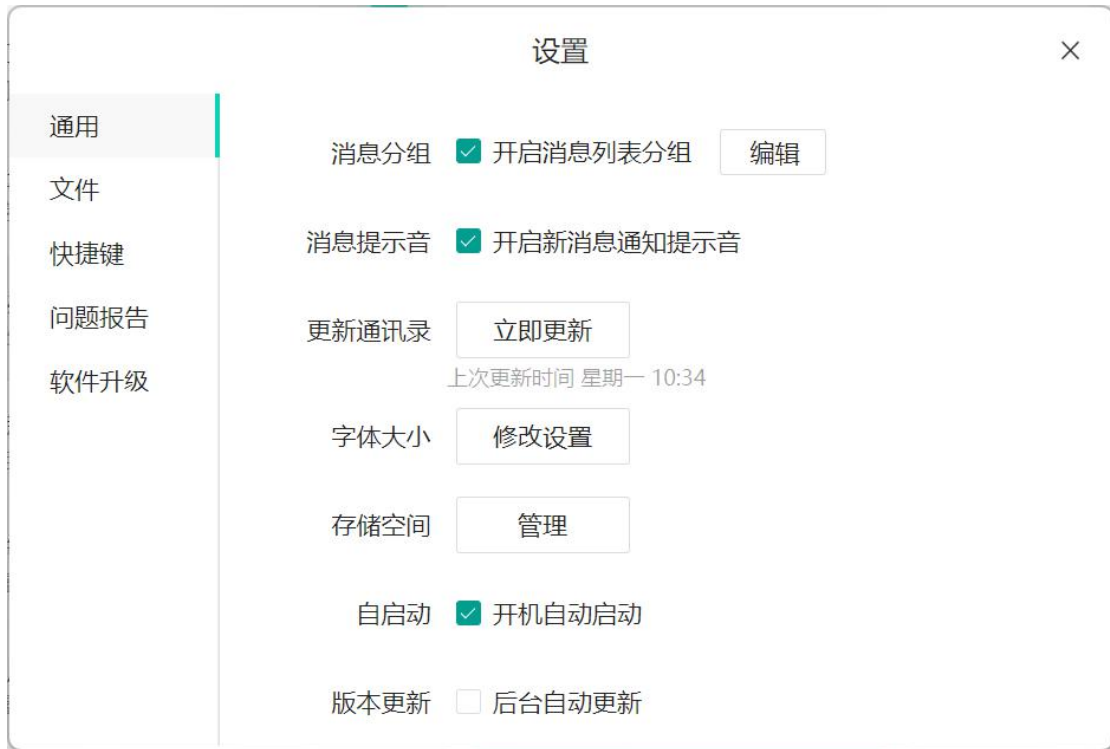 设置
通用
文件
快捷键
问题报告
软件升级
消息分组 开启消息列表分组 编辑
消息提示音 开启新消息通知提示音
更新通讯录 立即更新
上次更新时间 星期一 10:34
字体大小 修改设置
存储空间 管理
自启动 开机自动启动
版本更新 后台自动更新